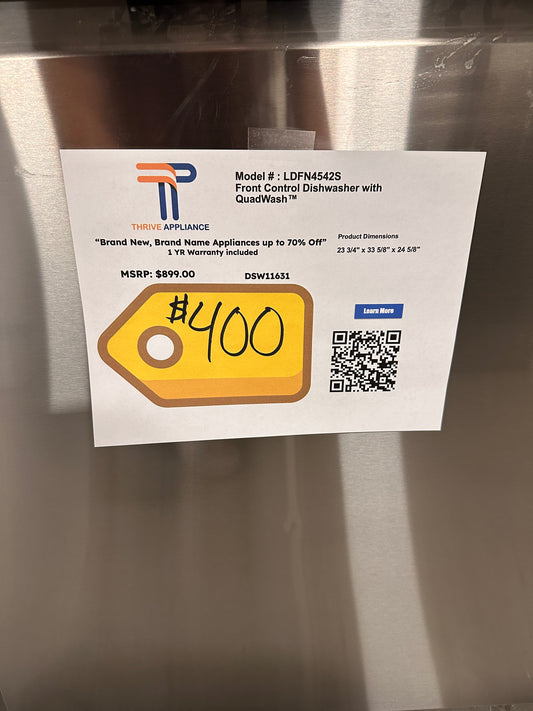 THRIVE APPLIANCE
Model # : LDFN4542S
Front Control Dishwasher with
QuadWash™
"Brand New, Brand Name Appliances up to 70% Off"
1 YR Warranty included
Product Dimensions
23 3/4" x 33 5/8" x 24 5/8"
MSRP: $899.00
DSW11631
$400
Learn More